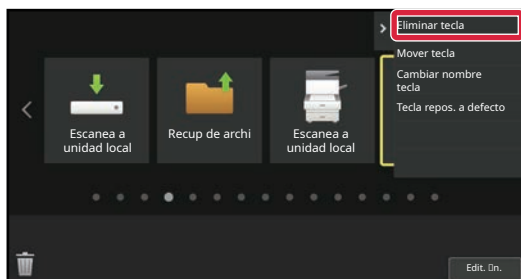 Eliminar tecla
Mover tecla
Cambiar nombre
tecla
Tecla repos. a defecto
Escanea a
unidad local
Recup de archi
Escanea a
unidad local
Edit. n.